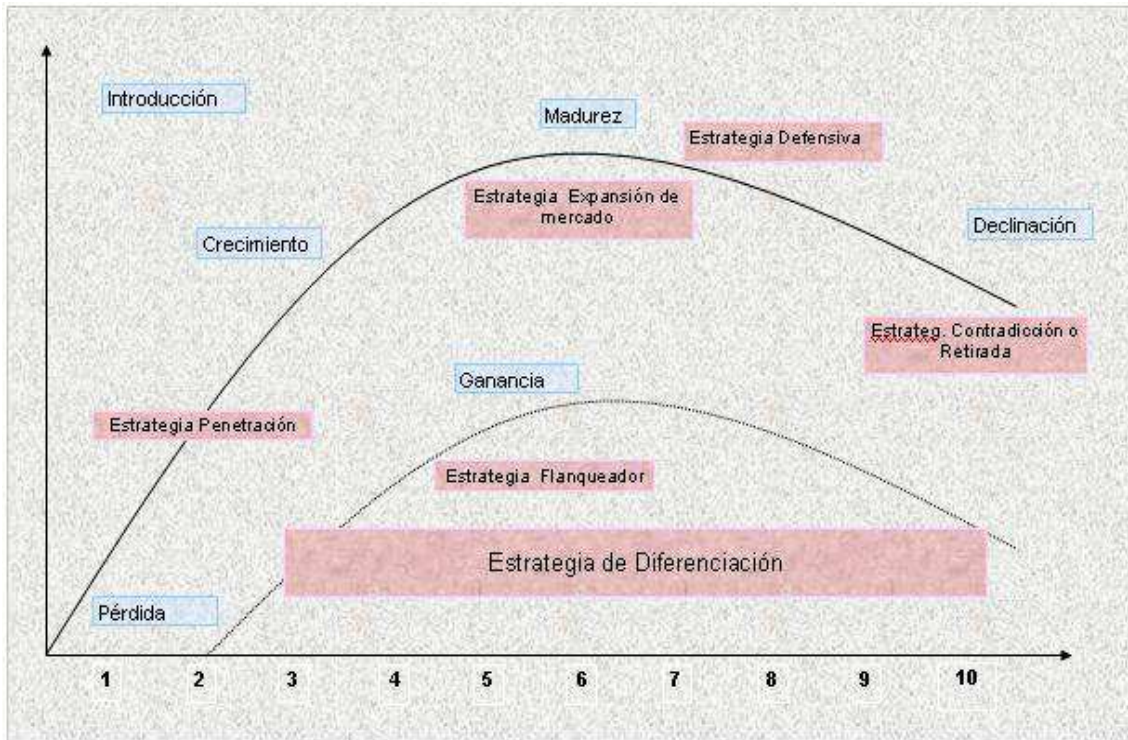 Introducción
Madurez
Estrategia Defensiva
Estrategia Expansión de
mercado
Crecimiento
Declinación
Estrateg. Contradicción o
Retirada
Ganancia
Estrategia Penetración
Estrategia Flanqueador
Estrategia de Diferenciación
Pérdida
1 2 3 4 5 6 7 8 9 10